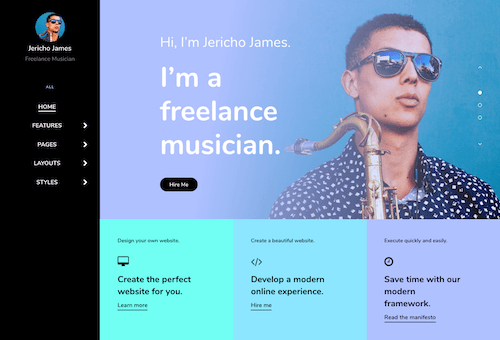 Jericho James
Freelance Musician
ALL
HOME
FEATURES
PAGES
LAYOUTS
STYLES
Hi, I'm Jericho James.
I'm a
freelance
musician.
Hire Me
Design your own website.
Create the perfect
website for you.
Learn more
Create a beautiful website.
Develop a modern
online experience.
Hire me
Execute quickly and easily.
Save time with our
modern
framework.
Read the manifesto